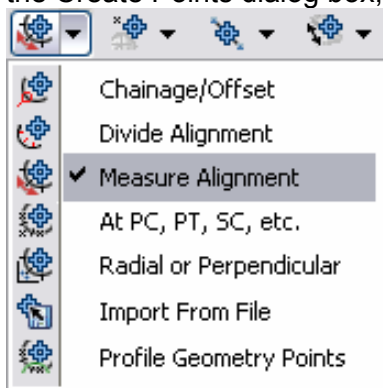 the Create Points dialog box,
Chainage/Offset
Divide Alignment
Measure Alignment
At PC, PT, SC, etc.
Radial or Perpendicular
Import From File
Profile Geometry Points